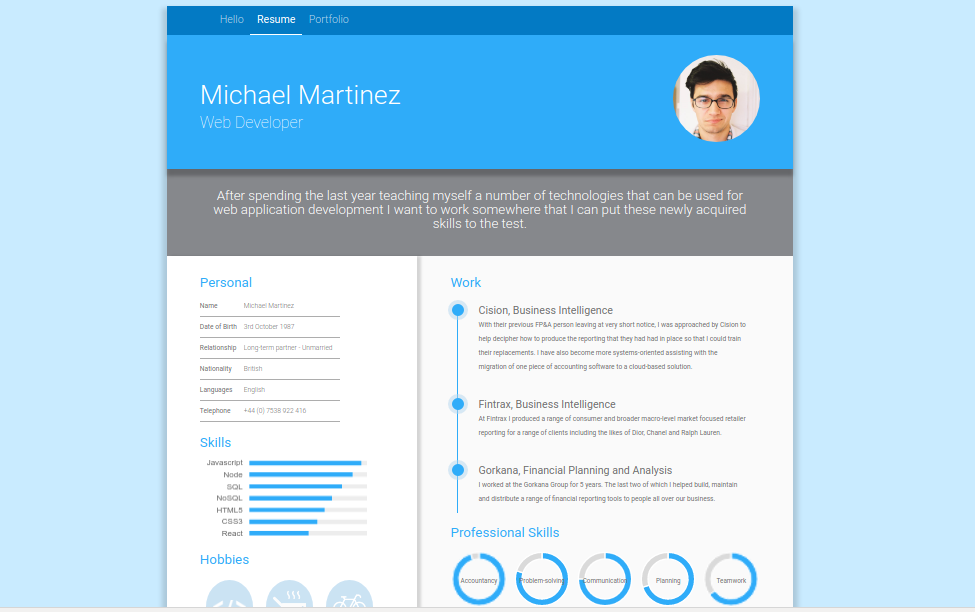 Hello Resume Portfolio
Michael Martinez
Web Developer
After spending the last year teaching myself a number of technologies that can be used for
web application development I want to work somewhere that I can put these newly acquired
skills to the test.
Personal
Name Michael Martinez
Date of Birth 3rd October 1987
Relationship Long-term partner - Unmarried
Nationality British
Languages English
Telephone +44 (0) 7538 922 416
Skills
Javascript
Node
SQL
NoSQL
HTML5
CSS3
React
Hobbies
Work
Cision, Business Intelligence
With their previous FP&A person leaving at very short notice, I was approached by Cision to
help decipher how to produce the reporting that they had had in place so that I could train
their replacements. I have also become more systems-oriented assisting with the
migration of one piece of accounting software to a cloud-based solution.
Fintrax, Business Intelligence
At Fintrax I produced a range of consumer and broader macro-level market focused retailer
reporting for a range of clients including the likes of Dior, Chanel and Ralph Lauren.
Gorkana, Financial Planning and Analysis
I worked at the Gorkana Group for 5 years. The last two of which I helped build, maintain
and distribute a range of financial reporting tools to people all over our business.
Professional Skills
Accountancy Problem-solving Communication Planning Teamwork